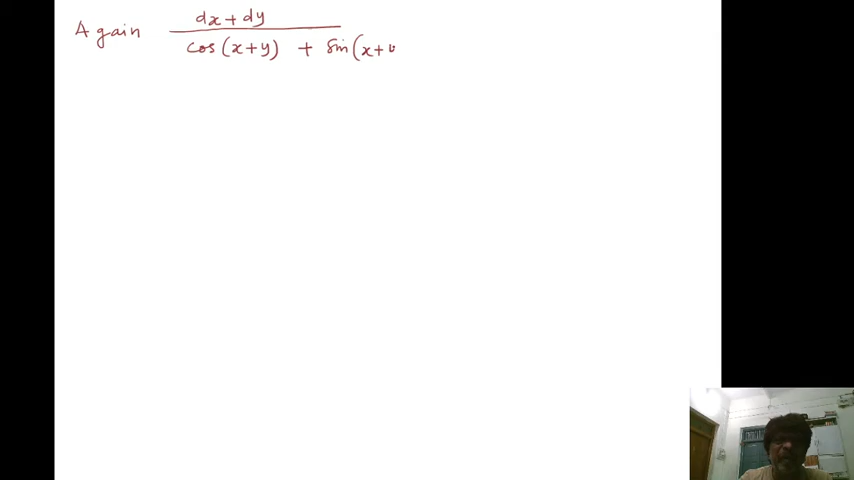 Again dx + dy
cos(x+y) + sin(x+